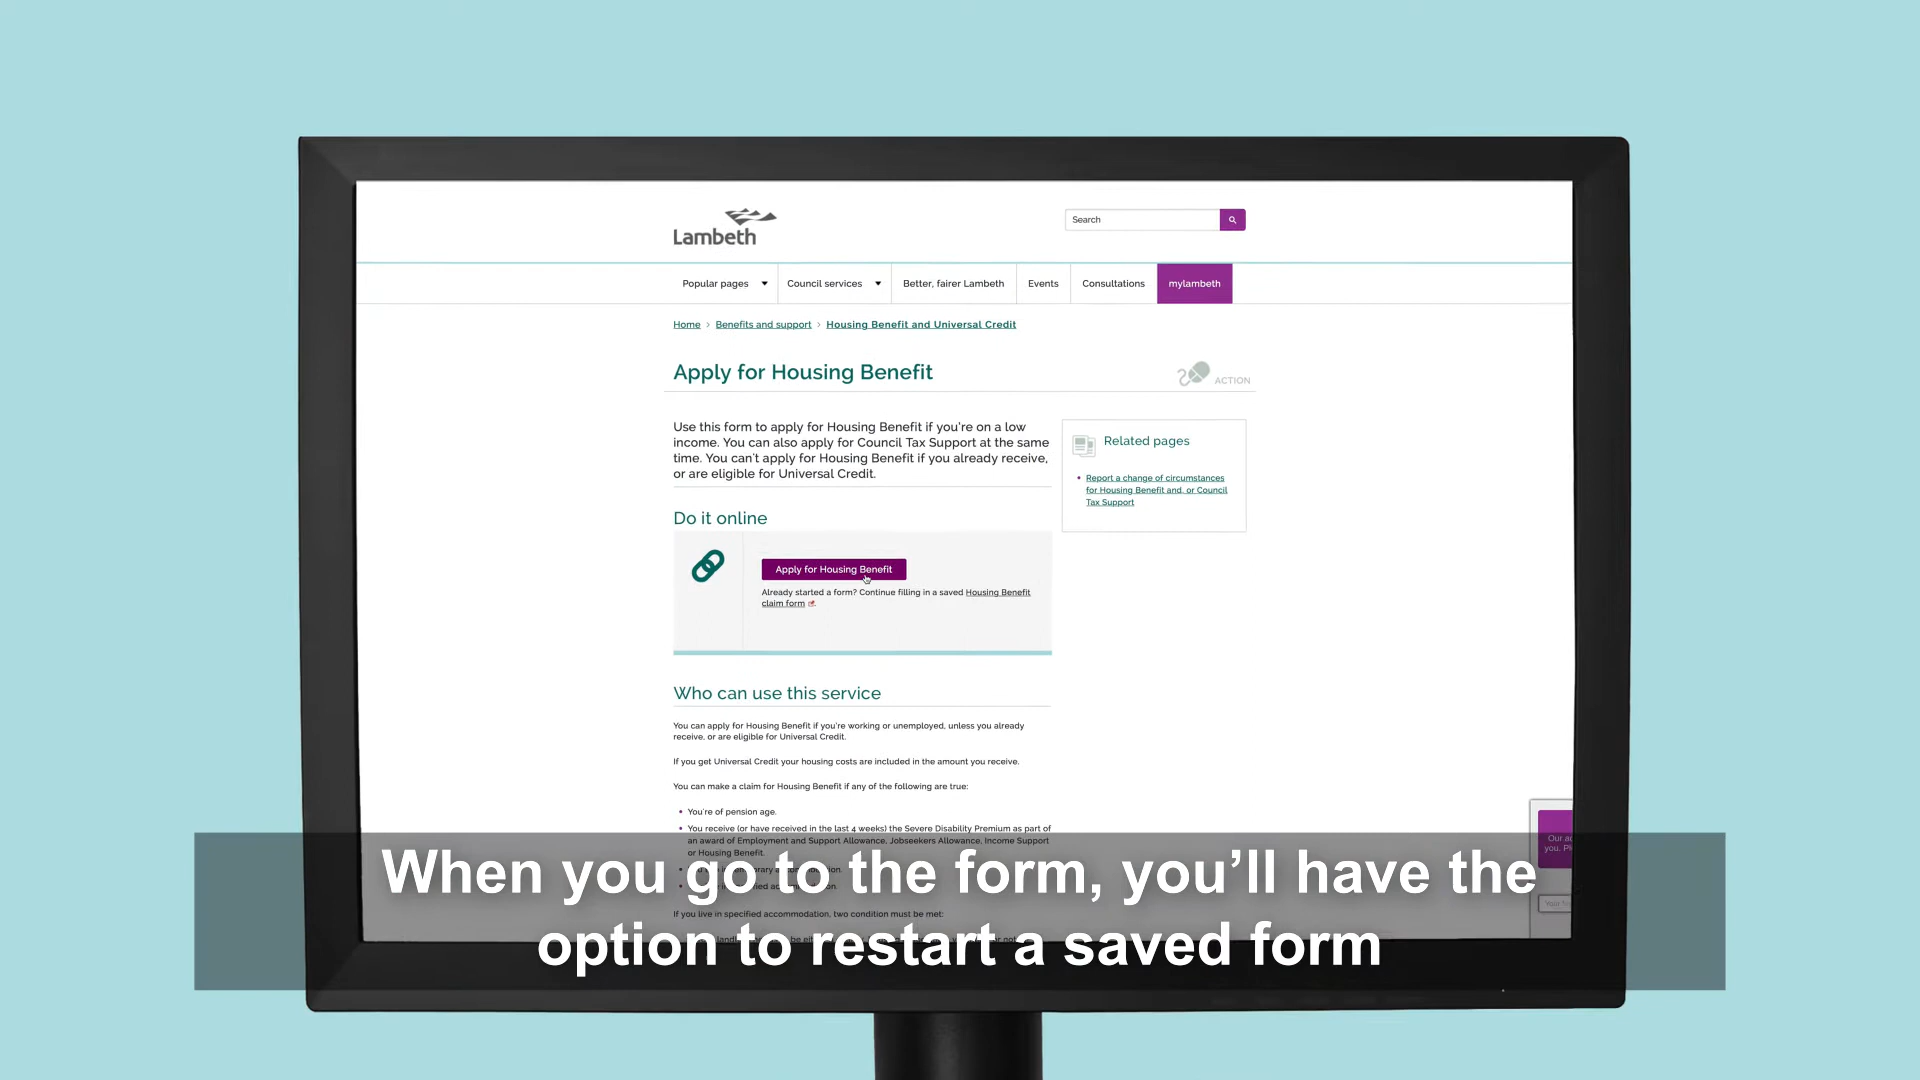 Lambeth
Search
Popular pages
Council services
Better, fairer Lambeth
Events
Consultations
mylambeth
Home > Benefits and support > Housing Benefit and Universal Credit
Apply for Housing Benefit
ACTION
Use this form to apply for Housing Benefit if you're on a low
income. You can also apply for Council Tax Support at the same
time. You can't apply for Housing Benefit if you already receive,
or are eligible for Universal Credit.
Related pages
• Report a change of circumstances
for Housing Benefit and, or Council
Tax Support
Do it online
Apply for Housing Benefit
Already started a form? Continue filling in a saved Housing Benefit
claim form
Who can use this service
You can apply for Housing Benefit if you're working or unemployed, unless you already
receive, or are eligible for Universal Credit.
If you get Universal Credit your housing costs are included in the amount you receive.
You can make a claim for Housing Benefit if any of the following are true:
• You're of pension age.
• You receive (or have received in the last 4 weeks) the Severe Disability Premium as part of
an award of Employment and Support Allowance, Jobseekers Allowance, Income Support
or Housing Benefit.
If you live in specified accommodation, two condition must be met:
When you go to the form, you'll have the
option to restart a saved form